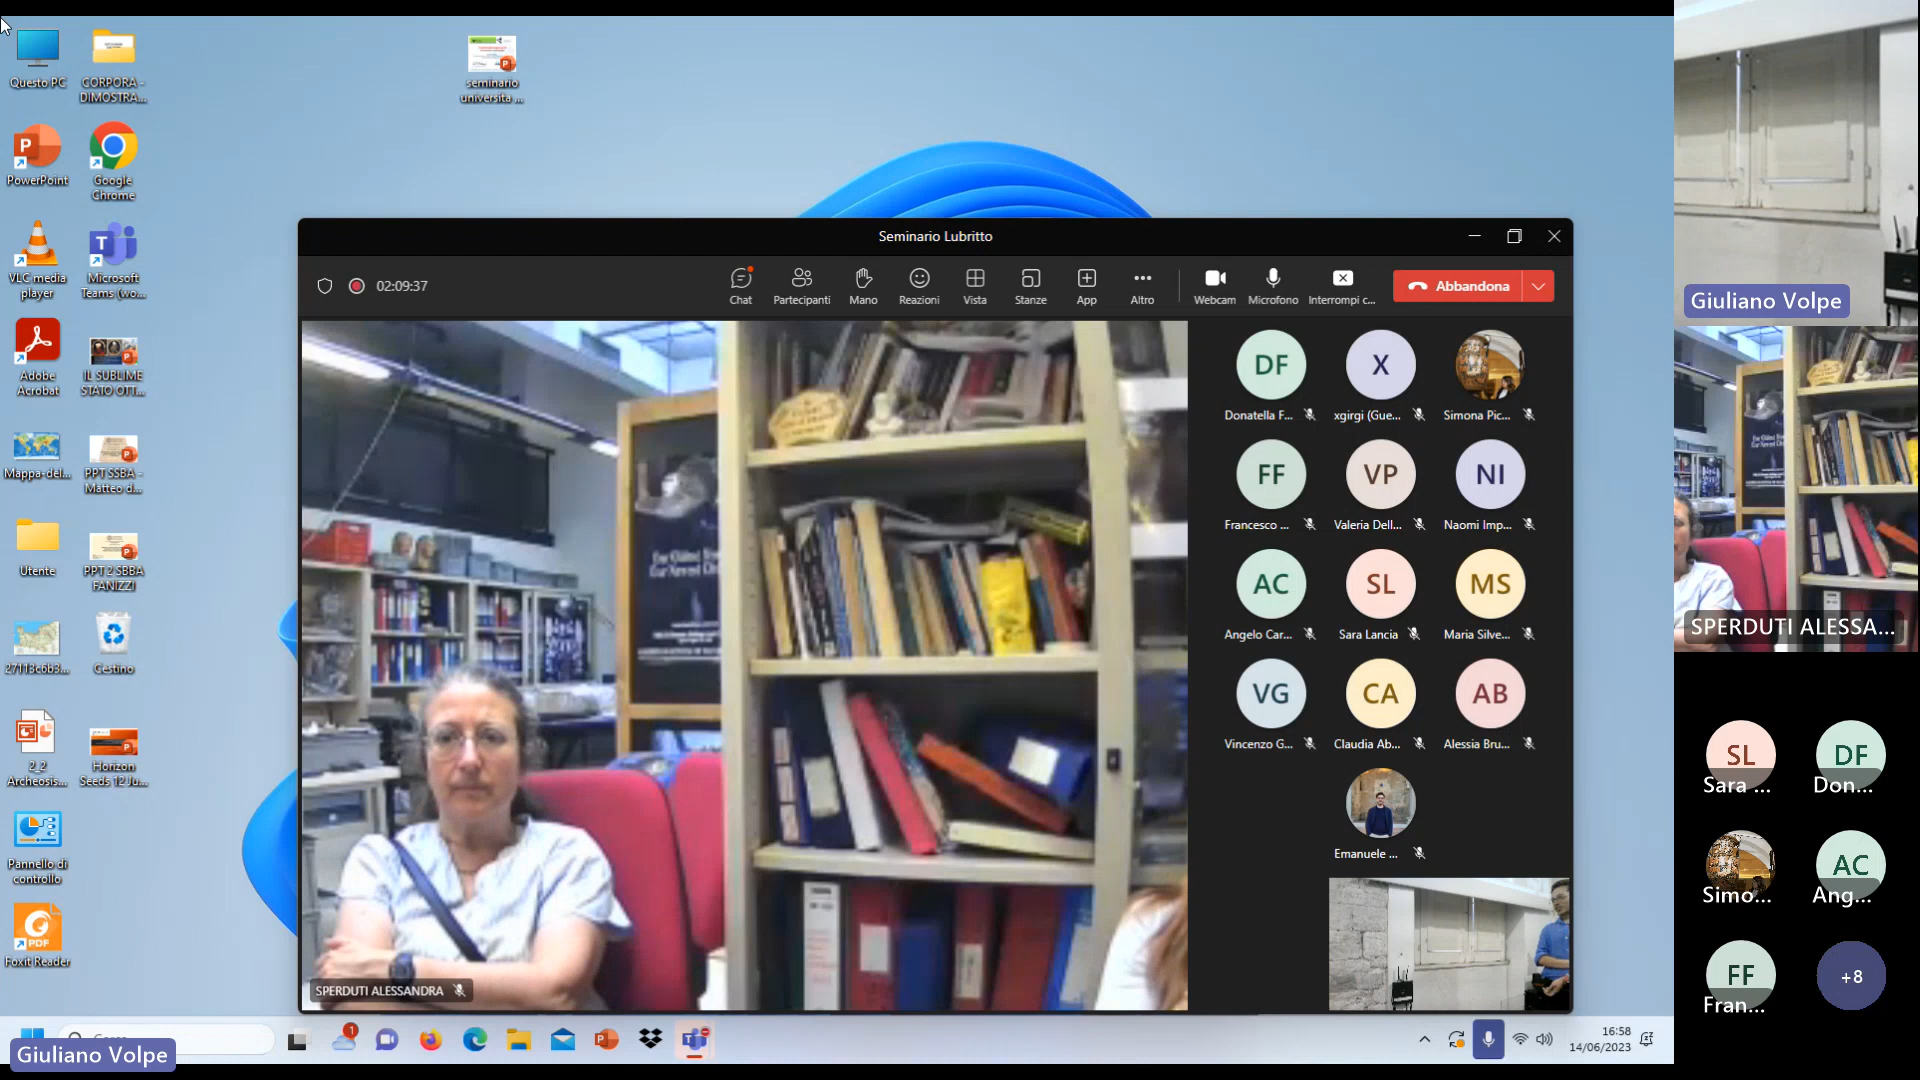 Questo PC
CORPORA -
DIMOSTRA...
seminario
universita ...
PowerPoint
Google
Chrome
VLC media
player
Microsoft
Teams (wo...
Adobe
Acrobat
IL SUBLIME
STATO OTT...
Mappa-del...
PPT SSBA -
Matteo d...
Utente
PPT 2 SBBA
FANIZZI
27f13c6b3...
Cestino
2_2
Archeosis...
Horizon
Seeds 12 Ju...
Pannello di
controllo
Foxit Reader
Seminario Lubritto
02:09:37
Chat
Partecipanti
Mano
Reazioni
Vista
Stanze
App
Altro
Webcam
Microfono
Interrompi c...
Abbandona
DF
X
Donatella F...
xgirgi (Gue...
Simona Pic...
FF
VP
NI
Francesco ...
Valeria Dell...
Naomi Imp...
AC
SL
MS
Angelo Car...
Sara Lancia
Maria Silve...
VG
CA
AB
Vincenzo G...
Claudia Ab...
Alessia Bru...
Emanuele ...
SPERDUTI ALESSANDRA
Giuliano Volpe
1
16:58
14/06/2023
Giuliano Volpe
SPERDUTI ALESSA...
SL
DF
Sara ...
Don...
AC
Simo...
Ang...
FF
+8
Fran...